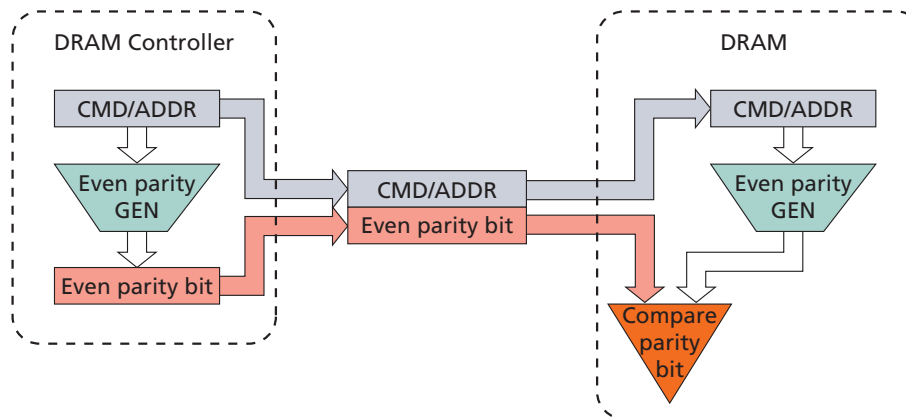 DRAM Controller
CMD/ADDR
Even parity
GEN
Even parity bit
CMD/ADDR
Even parity bit
DRAM
CMD/ADDR
Even parity
GEN
Compare
parity
bit